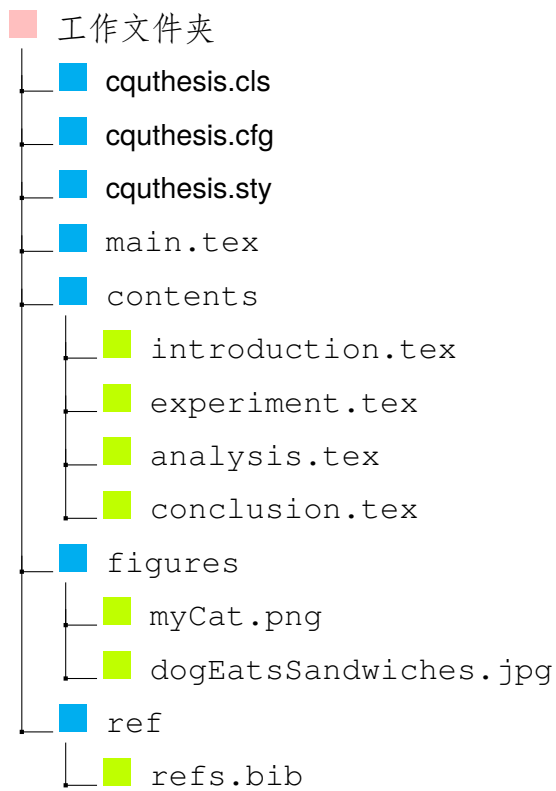 工作文件夹
cquthesis.cls
cquthesis.cfg
cquthesis.sty
main.tex
contents
introduction.tex
experiment.tex
analysis.tex
conclusion.tex
figures
myCat.png
dogEatsSandwiches.jpg
ref
refs.bib